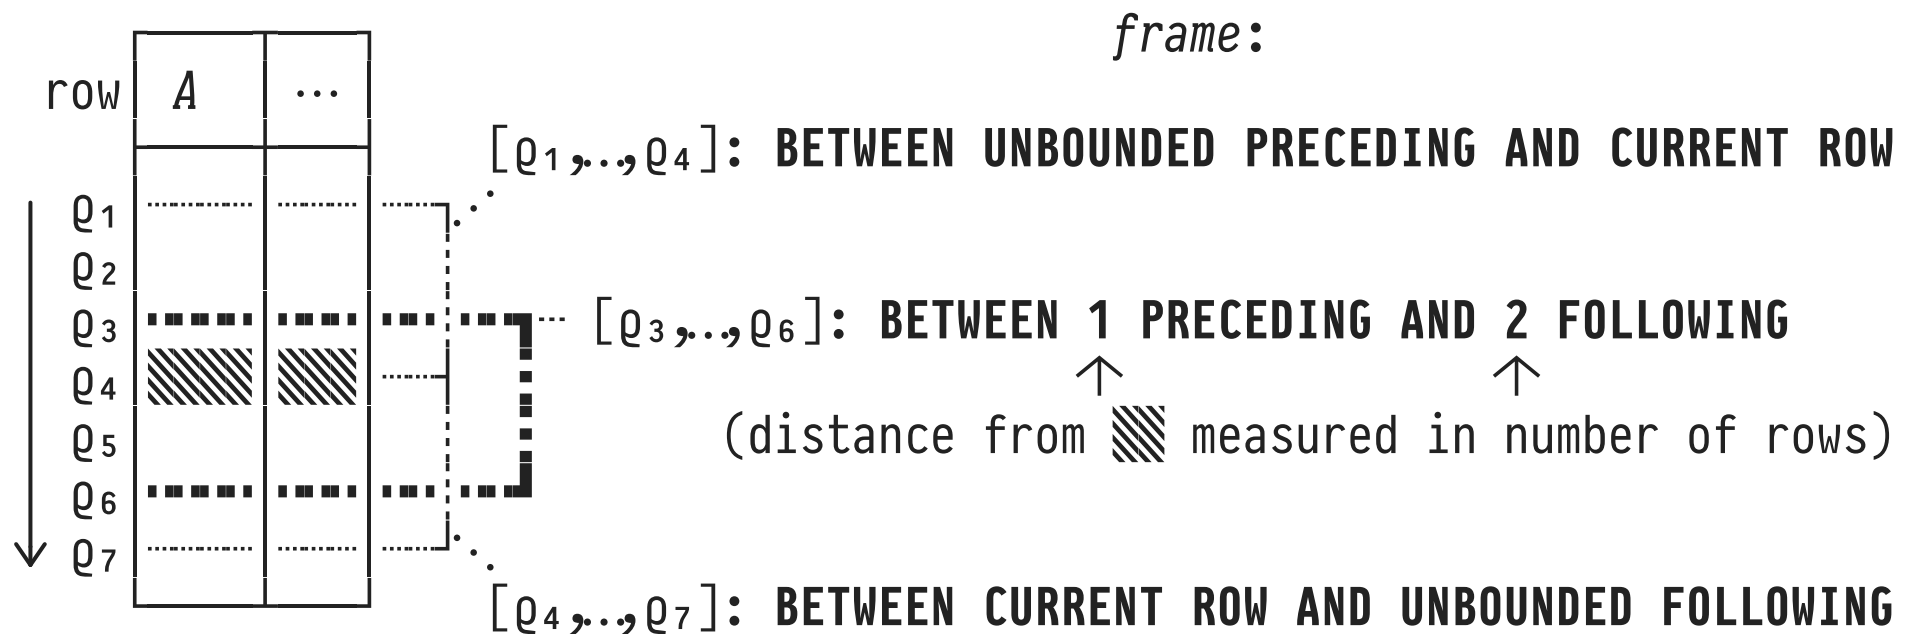 frame:
row A ...
[ϱ₁,..,ϱ₄]: BETWEEN UNBOUNDED PRECEDING AND CURRENT ROW
ϱ₁
ϱ₂
ϱ₃ [ϱ₃,..,ϱ₆]: BETWEEN 1 PRECEDING AND 2 FOLLOWING
ϱ₄
ϱ₅ (distance from measured in number of rows)
ϱ₆
ϱ₇
[ϱ₄,..,ϱ₇]: BETWEEN CURRENT ROW AND UNBOUNDED FOLLOWING